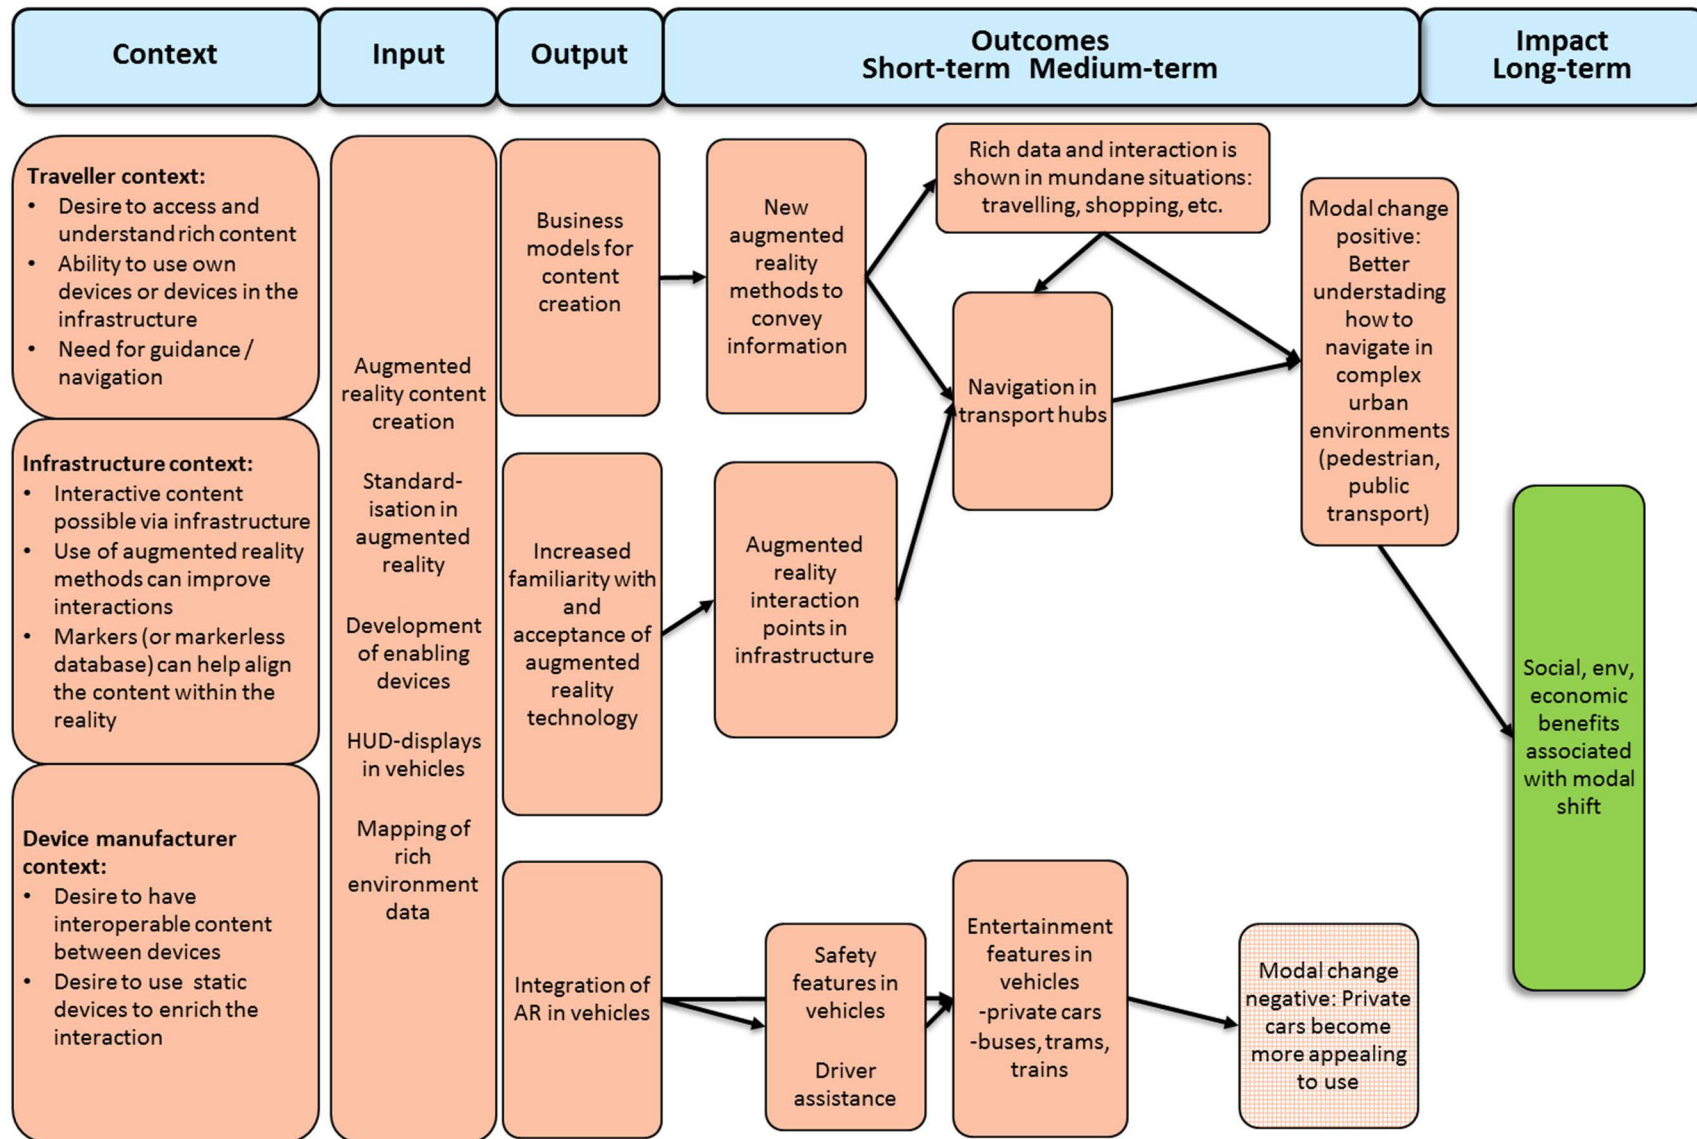 Context
Input
Output
Outcomes
Short-term  Medium-term
Impact
Long-term
Traveller context:
• Desire to access and
understand rich content
• Ability to use own
devices or devices in the
infrastructure
• Need for guidance /
navigation
Infrastructure context:
• Interactive content
possible via infrastructure
• Use of augmented reality
methods can improve
interactions
• Markers (or markerless
database) can help align
the content within the
reality
Device manufacturer
context:
• Desire to have
interoperable content
between devices
• Desire to use static
devices to enrich the
interaction
Augmented
reality content
creation
Standard-
isation in
augmented
reality
Development
of enabling
devices
HUD-displays
in vehicles
Mapping of
rich
environment
data
Business
models for
content
creation
Increased
familiarity with
and
acceptance of
augmented
reality
technology
Integration of
AR in vehicles
New
augmented
reality
methods to
convey
information
Augmented
reality
interaction
points in
infrastructure
Safety
features in
vehicles
Driver
assistance
Rich data and interaction is
shown in mundane situations:
travelling, shopping, etc.
Navigation in
transport hubs
Entertainment
features in
vehicles
-private cars
-buses, trams,
trains
Modal change
positive:
Better
understading
how to
navigate in
complex
urban
environments
(pedestrian,
public
transport)
Modal change
negative: Private
cars become
more appealing
to use
Social, env,
economic
benefits
associated
with modal
shift